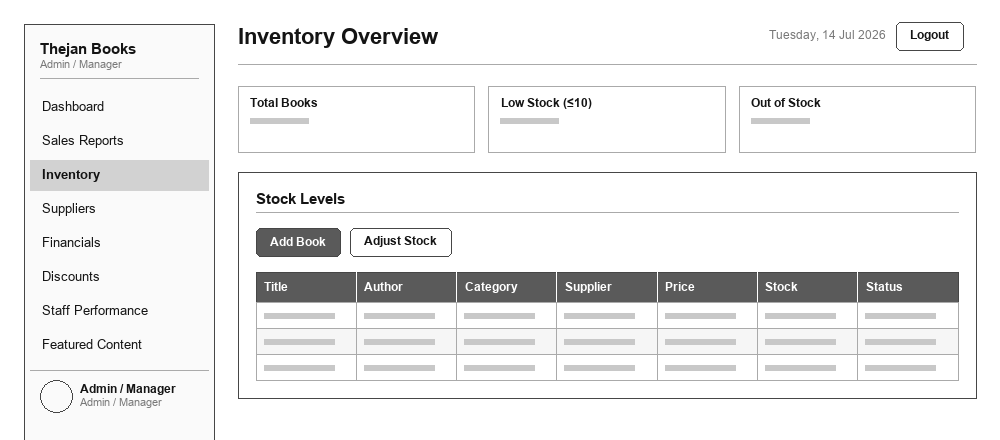 Thejan Books
Admin / Manager
Dashboard
Sales Reports
Inventory
Suppliers
Financials
Discounts
Staff Performance
Featured Content
Admin / Manager
Admin / Manager
Inventory Overview
Tuesday, 14 Jul 2026
Logout
Total Books
Low Stock (≤10)
Out of Stock
Stock Levels
Add Book
Adjust Stock
Title Author Category Supplier Price Stock Status